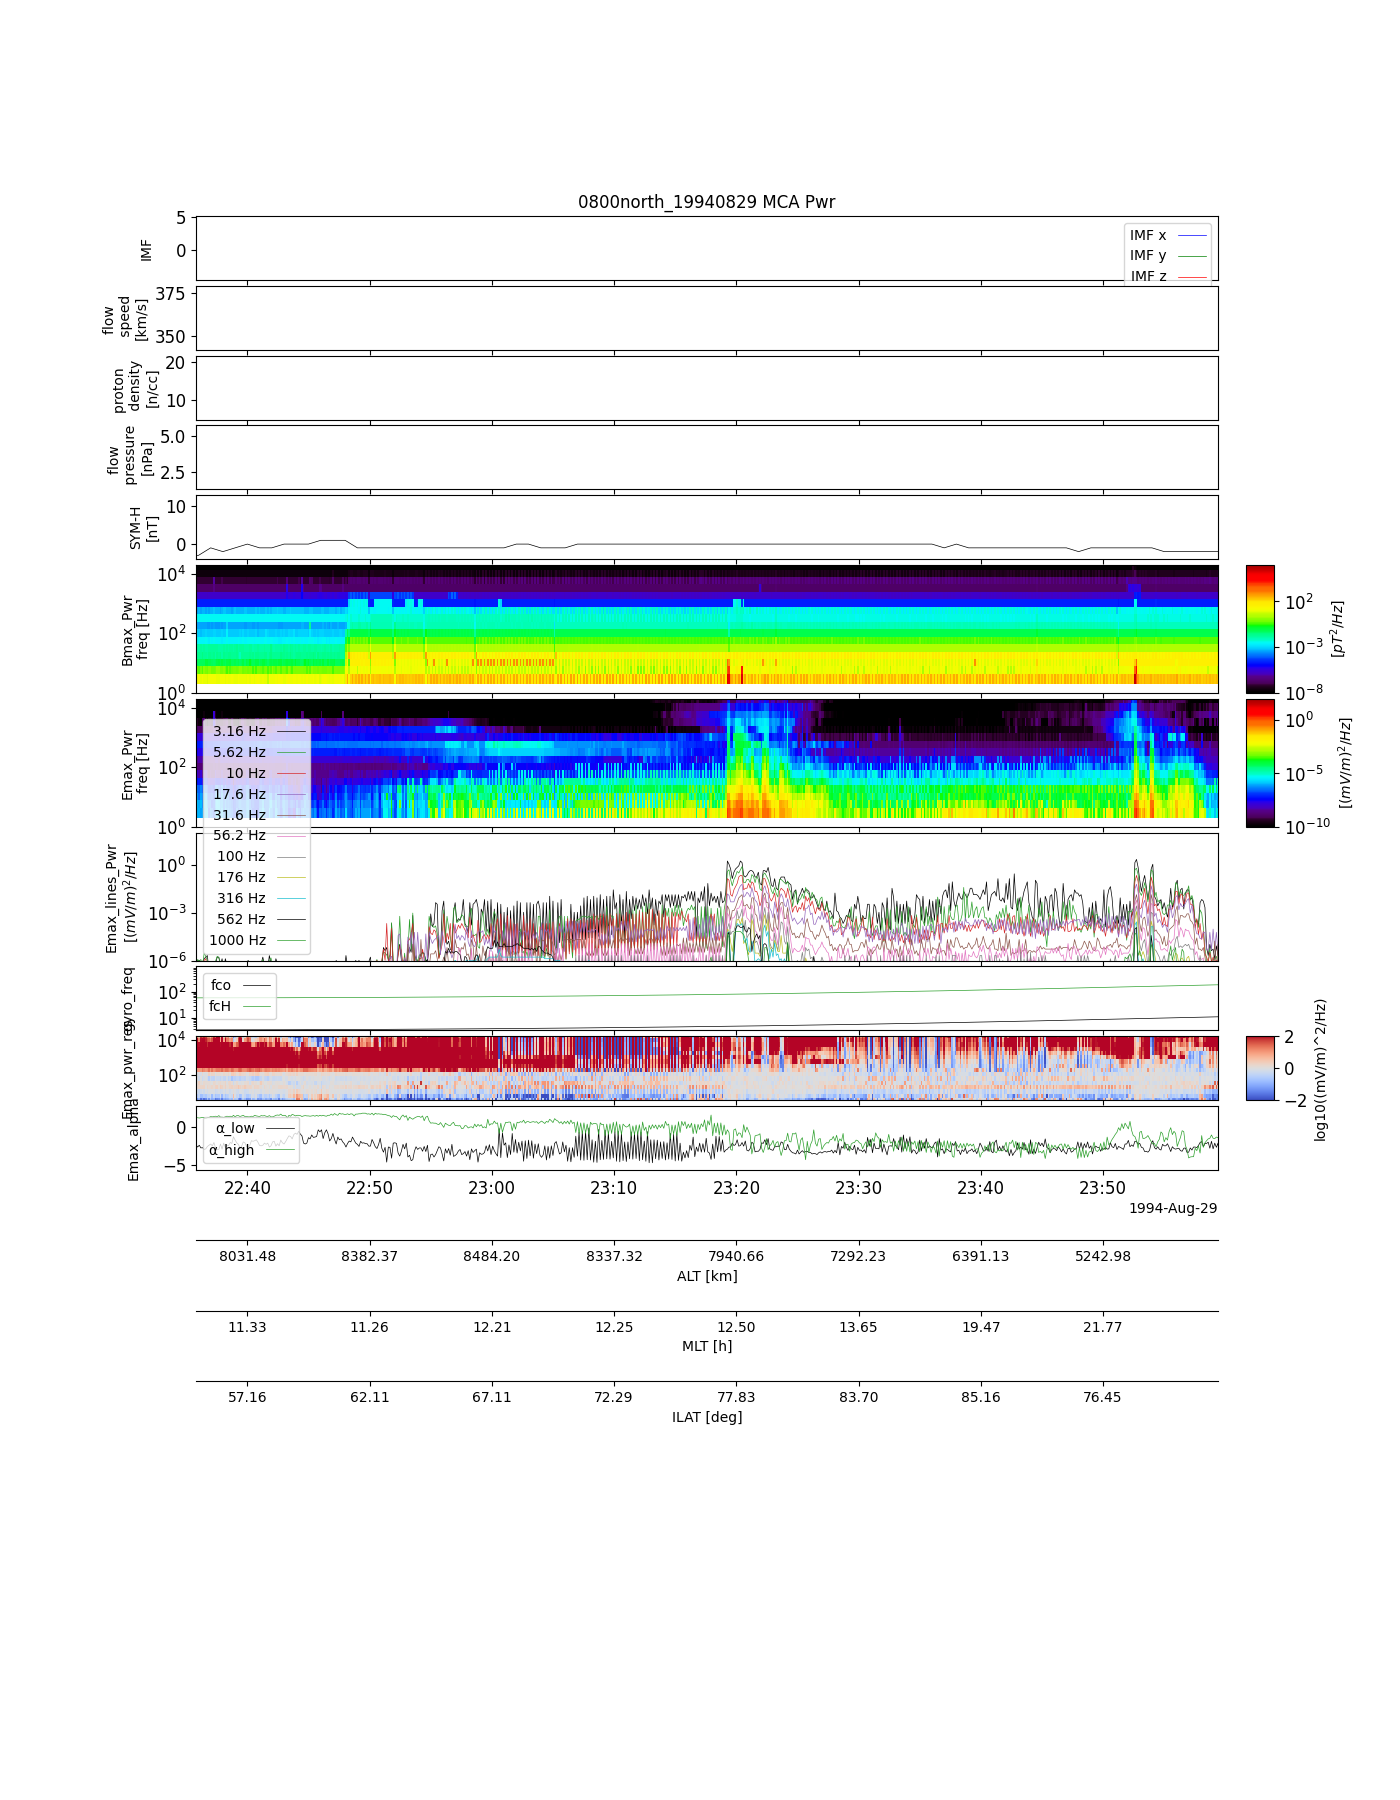 0800north_19940829 MCA Pwr
5
0
IMF
IMF x
IMF y
IMF z
375
350
flow
speed
[km/s]
20
10
proton
density
[n/cc]
5.0
2.5
flow
pressure
[nPa]
10
0
SYM-H
[nT]
10^4
10^2
10^0
Bmax_Pwr
freq [Hz]
10^2
10^-3
10^-8
[pT^2/Hz]
10^4
10^2
10^0
Emax_Pwr
freq [Hz]
10^0
10^-5
10^-10
[(mV/m)^2/Hz]
3.16 Hz
5.62 Hz
10 Hz
17.6 Hz
31.6 Hz
56.2 Hz
100 Hz
176 Hz
316 Hz
562 Hz
1000 Hz
10^0
10^-3
10^-6
Emax_lines_Pwr
[(mV/m)^2/Hz]
10^2
10^1
gyro_freq
fco
fcH
10^4
10^2
Emax_pwr_reg
2
0
−2
log10((mV/m)^2/Hz)
0
−5
Emax_alpha
α_low
α_high
22:40 22:50 23:00 23:10 23:20 23:30 23:40 23:50
1994-Aug-29
8031.48 8382.37 8484.20 8337.32 7940.66 7292.23 6391.13 5242.98
ALT [km]
11.33 11.26 12.21 12.25 12.50 13.65 19.47 21.77
MLT [h]
57.16 62.11 67.11 72.29 77.83 83.70 85.16 76.45
ILAT [deg]